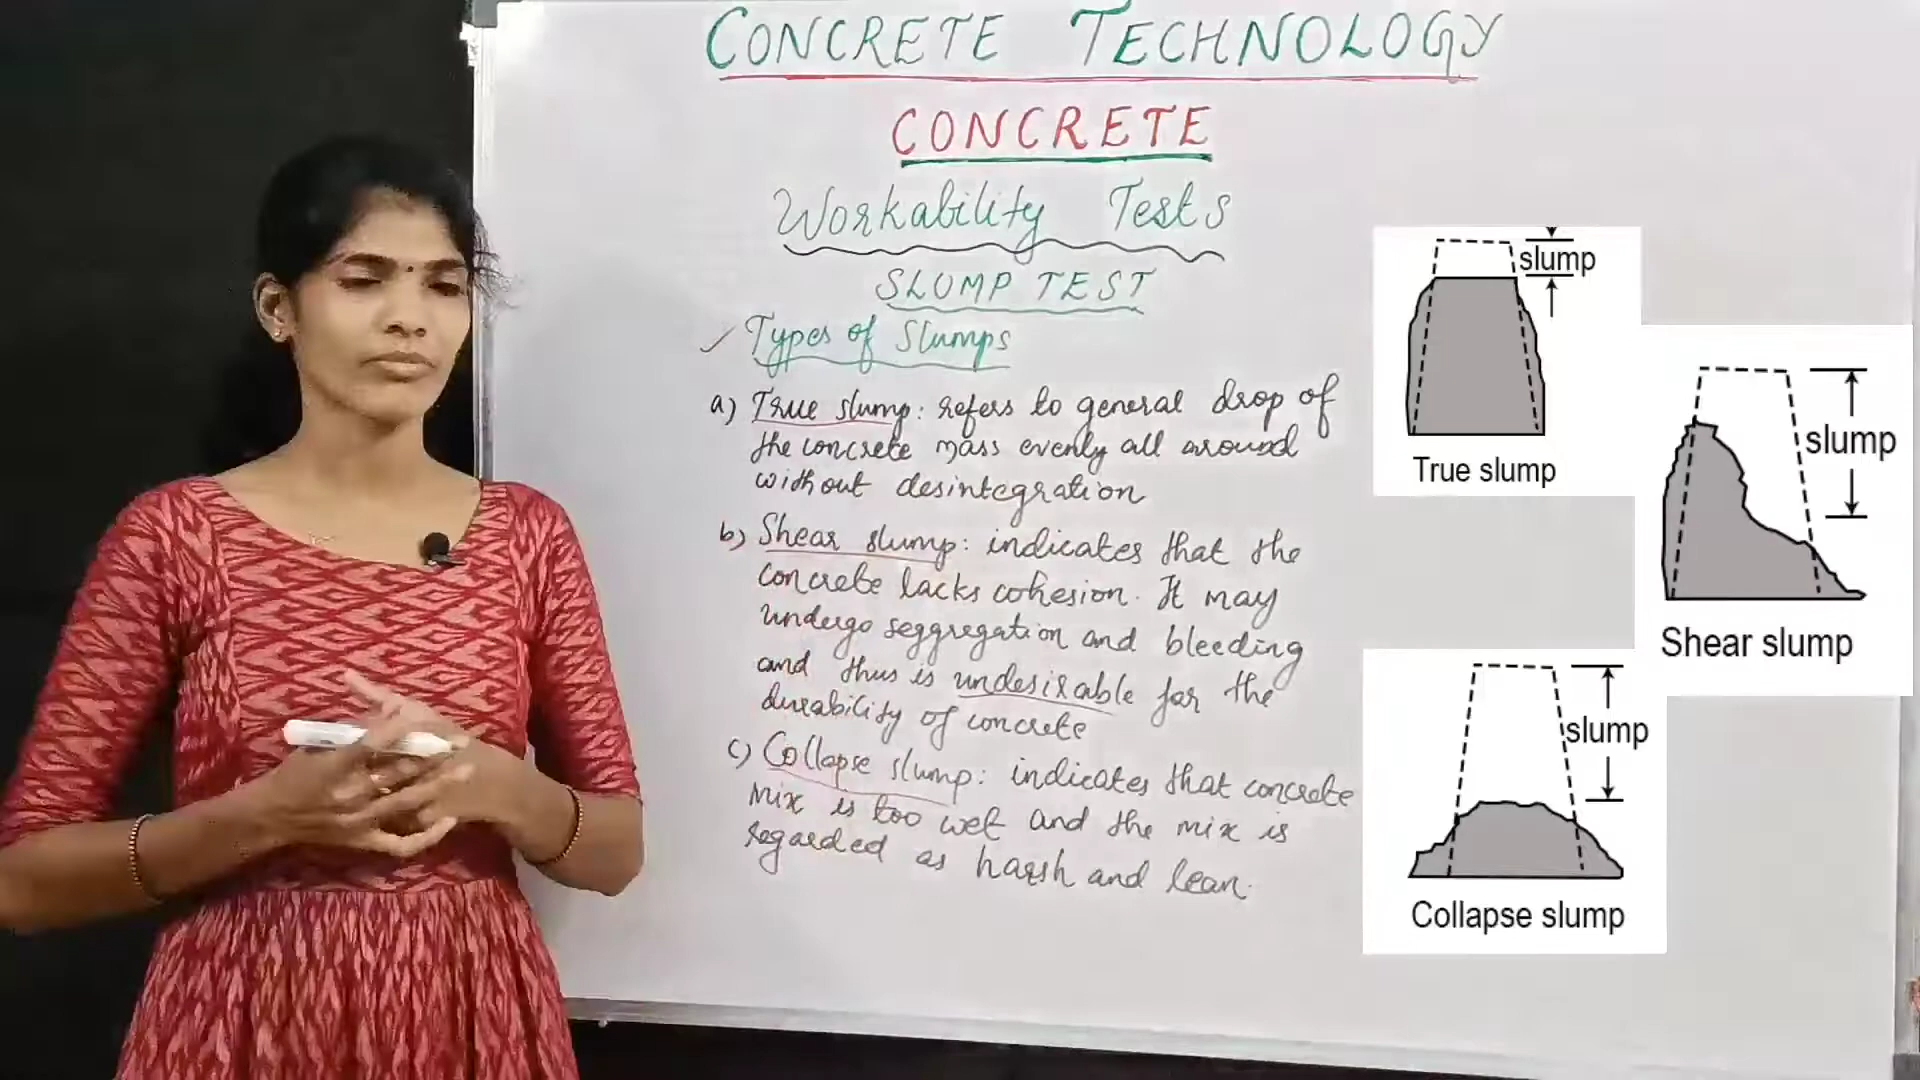 CONCRETE TECHNOLOGY
CONCRETE
Workability Tests
SLUMP TEST
Types of Slumps
a) True slump: refers to general drop of
the concrete mass evenly all around
without desintegration
b) Shear slump: indicates that the
concrete lacks cohesion. It may
undergo seggregation and bleeding
and thus is undesirable for the
durability of concrete
c) Collapse slump: indicates that concrete
mix is too wet and the mix is
regarded as harsh and lean.
slump
True slump
slump
Shear slump
slump
Collapse slump